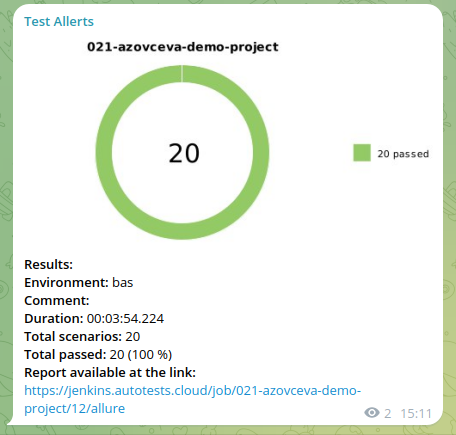 Test Allerts
021-azovceva-demo-project
20
20 passed
Results:
Environment: bas
Comment:
Duration: 00:03:54.224
Total scenarios: 20
Total passed: 20 (100 %)
Report available at the link:
https://jenkins.autotests.cloud/job/021-azovceva-demo-
project/12/allure
2 15:11